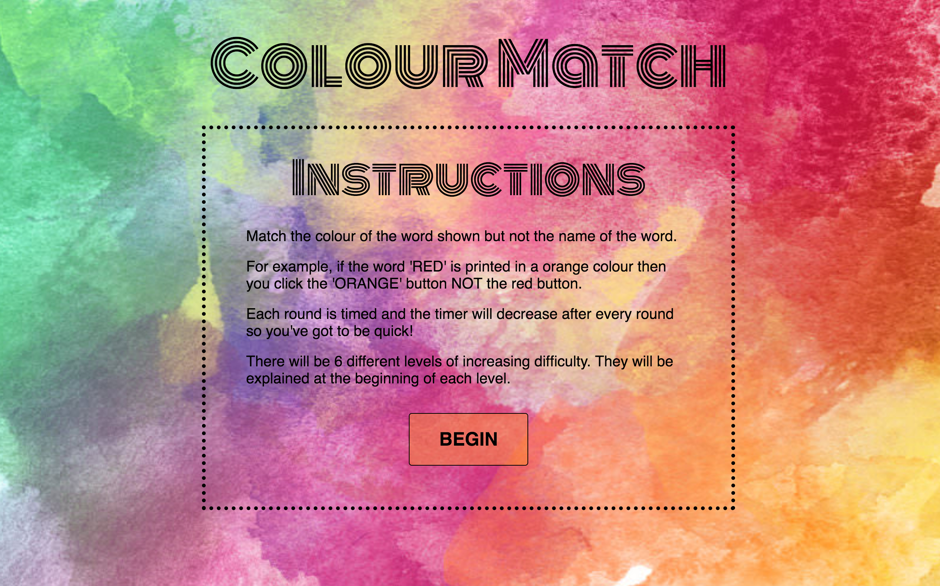 Colour Match
Instructions
Match the colour of the word shown but not the name of the word.
For example, if the word 'RED' is printed in a orange colour then
you click the 'ORANGE' button NOT the red button.
Each round is timed and the timer will decrease after every round
so you've got to be quick!
There will be 6 different levels of increasing difficulty. They will be
explained at the beginning of each level.
BEGIN